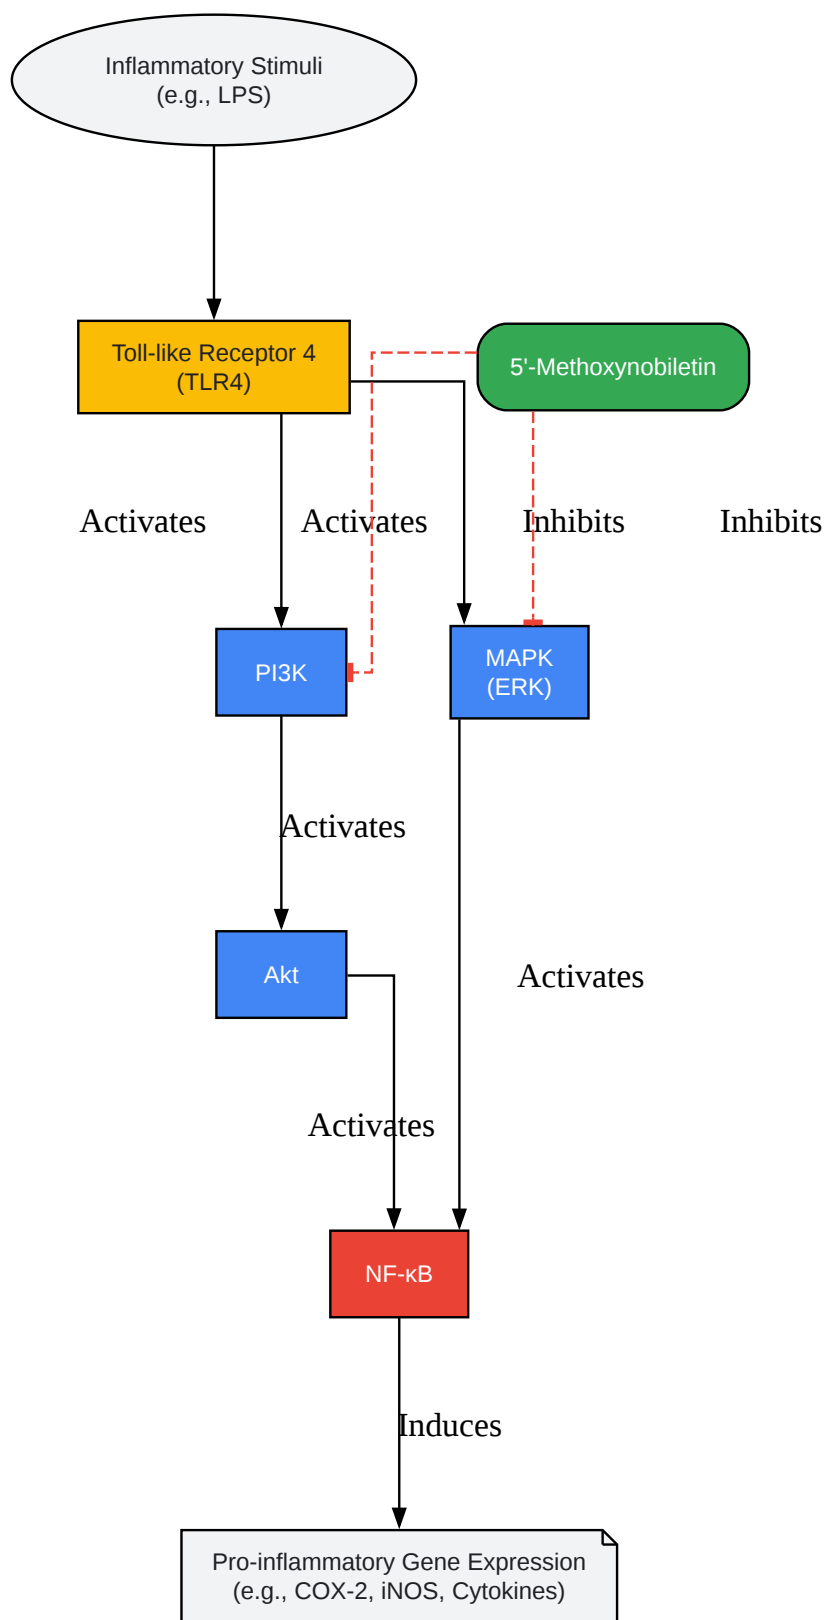 Inflammatory Stimuli
(e.g., LPS)
Toll-like Receptor 4
(TLR4)
5'-Methoxynobiletin
Activates
Activates
Inhibits
Inhibits
PI3K
MAPK
(ERK)
Activates
Akt
Activates
Activates
NF-κB
Induces
Pro-inflammatory Gene Expression
(e.g., COX-2, iNOS, Cytokines)